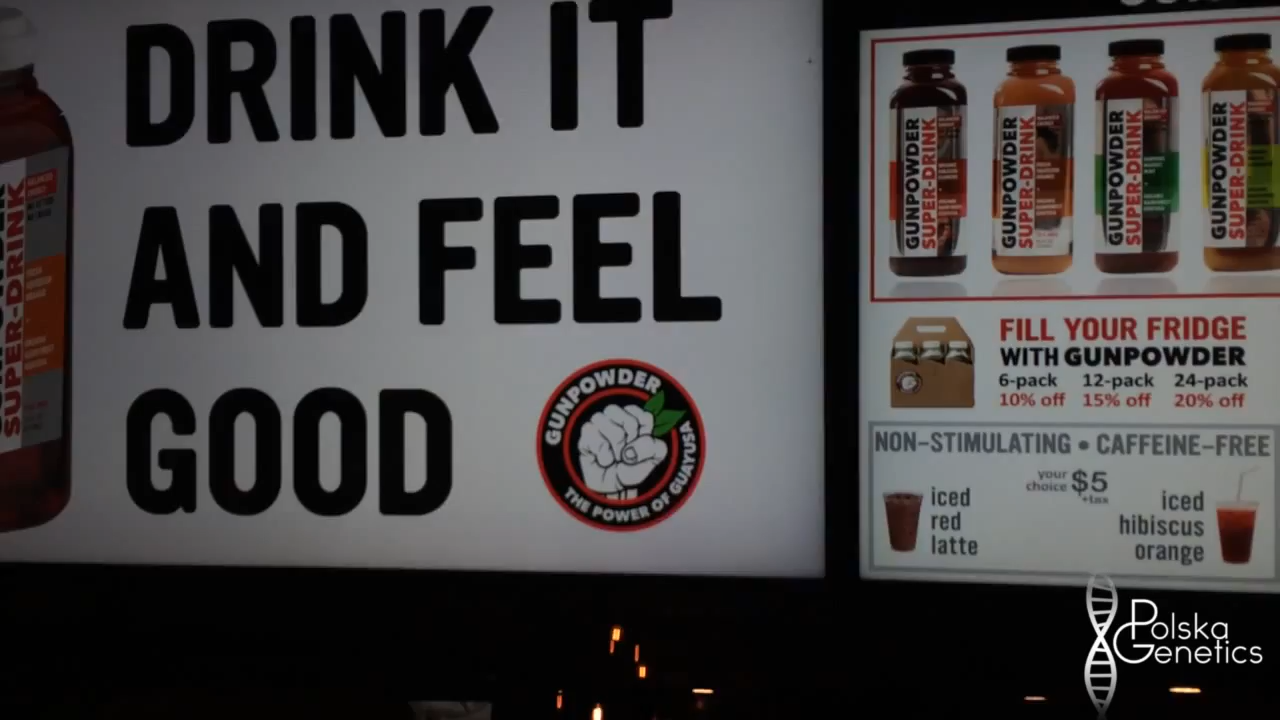 DRINK IT
AND FEEL
GOOD
GUNPOWDER
THE POWER OF GUAYUSA
SUPER-DRINK
GUNPOWDER
SUPER-DRINK
GUNPOWDER
SUPER-DRINK
GUNPOWDER
SUPER-DRINK
GUNPOWDER
SUPER-DRINK
FILL YOUR FRIDGE
WITH GUNPOWDER
6-pack 12-pack 24-pack
10% off 15% off 20% off
NON-STIMULATING • CAFFEINE-FREE
your
choice $5
+tax
iced
red
latte
iced
hibiscus
orange
Polska
Genetics